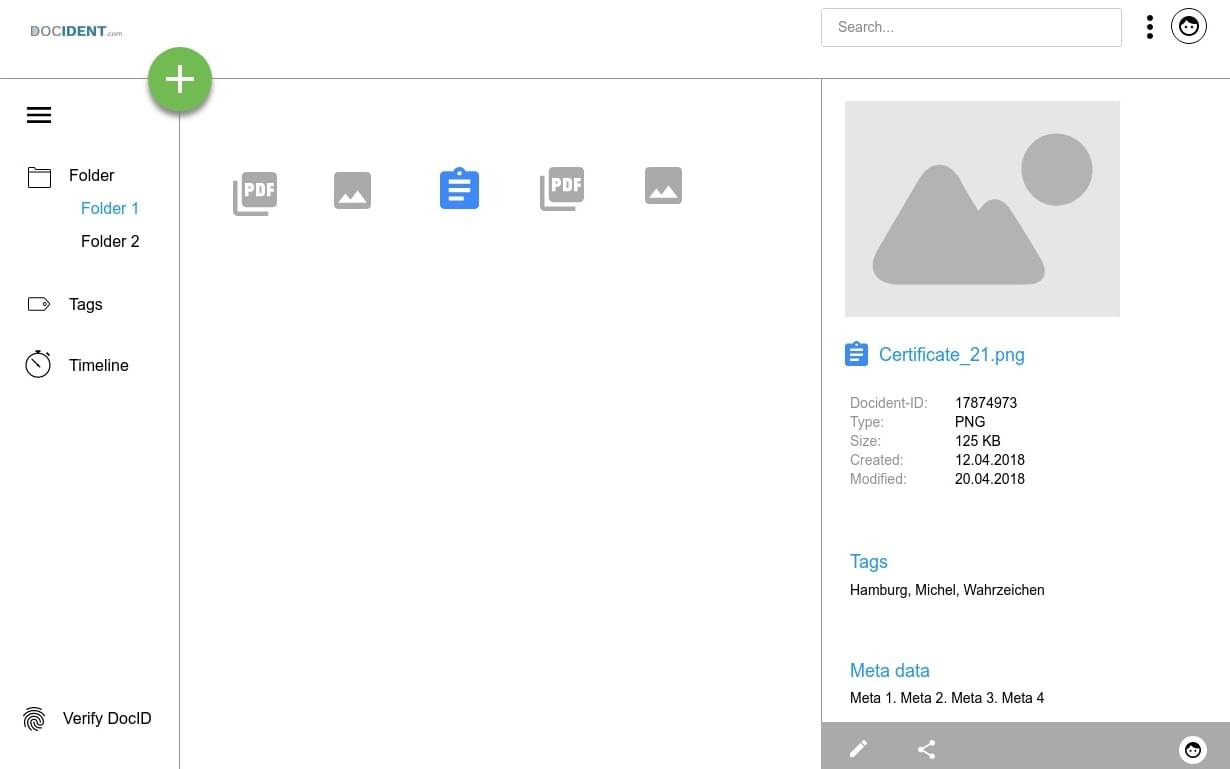 DOCIDENT.com
Search...
Folder
Folder 1
Folder 2
Tags
Timeline
Verify DocID
PDF
PDF
Certificate_21.png
Docident-ID: 17874973
Type: PNG
Size: 125 KB
Created: 12.04.2018
Modified: 20.04.2018
Tags
Hamburg, Michel, Wahrzeichen
Meta data
Meta 1. Meta 2. Meta 3. Meta 4